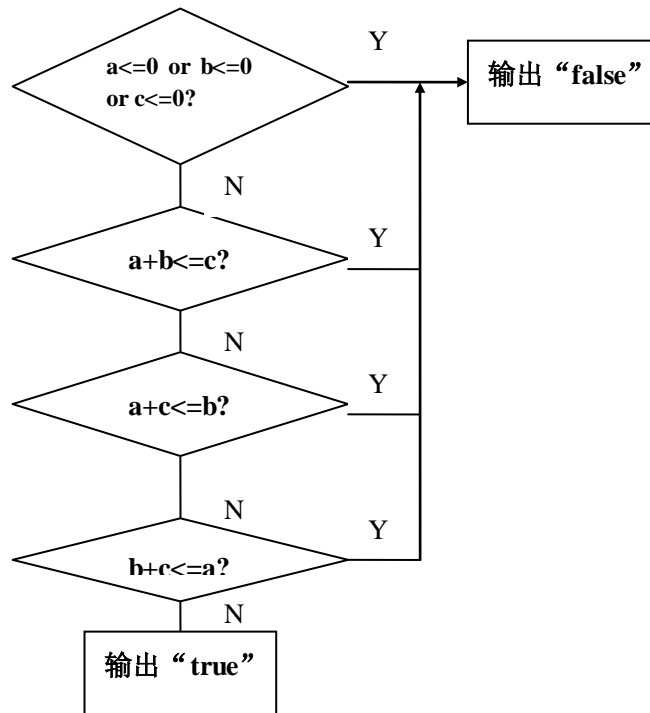 a<=0 or b<=0
or c<=0?
Y
输出“false”
N
a+b<=c?
Y
N
a+c<=b?
Y
N
b+c<=a?
Y
N
输出“true”